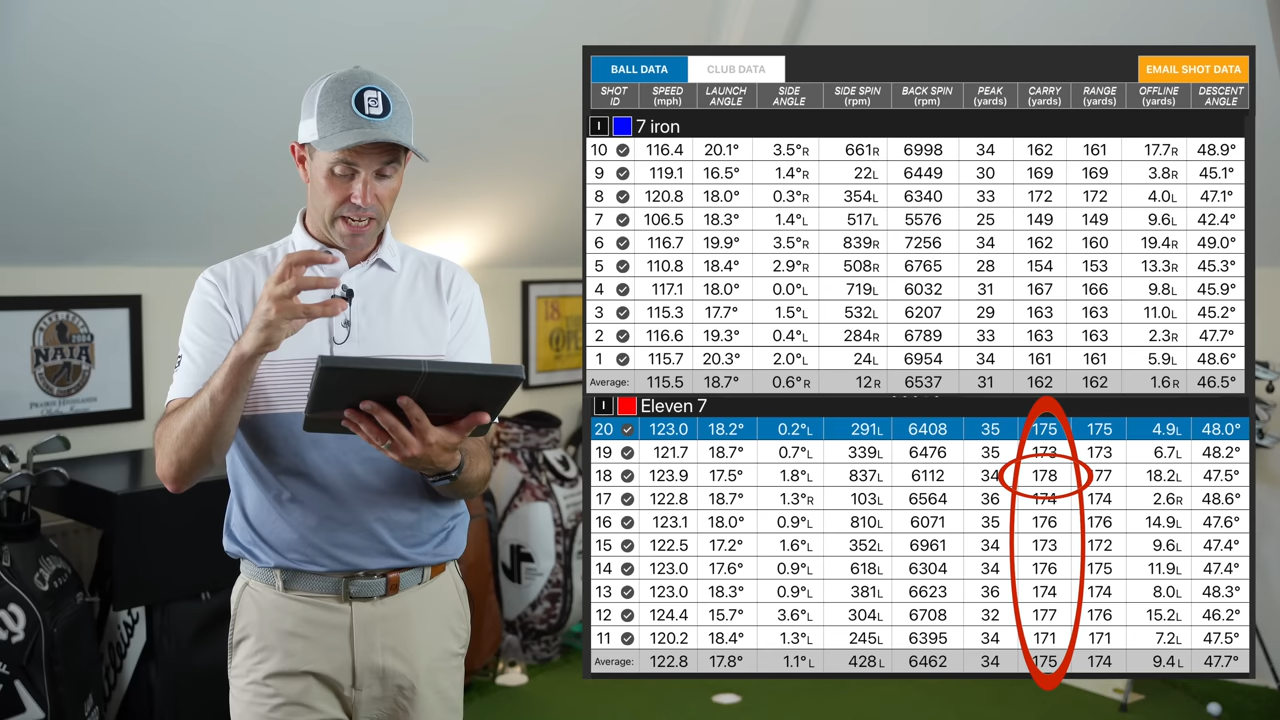 BALL DATA CLUB DATA EMAIL SHOT DATA
SHOT ID SPEED (mph) LAUNCH ANGLE SIDE ANGLE SIDE SPIN (rpm) BACK SPIN (rpm) PEAK (yards) CARRY (yards) RANGE (yards) OFFLINE (yards) DESCENT ANGLE
I 7 iron
10 116.4 20.1° 3.5°R 661R 6998 34 162 161 17.7R 48.9°
9 119.1 16.5° 1.4°R 22L 6449 30 169 169 3.8R 45.1°
8 120.8 18.0° 0.3°R 354L 6340 33 172 172 4.0L 47.1°
7 106.5 18.3° 1.4°L 517L 5576 25 149 149 9.6L 42.4°
6 116.7 19.9° 3.5°R 839R 7256 34 162 160 19.4R 49.0°
5 110.8 18.4° 2.9°R 508R 6765 28 154 153 13.3R 45.3°
4 117.1 18.0° 0.0°L 719L 6032 31 167 166 9.8L 45.9°
3 115.3 17.7° 1.5°L 532L 6207 29 163 163 11.0L 45.2°
2 116.6 19.3° 0.4°L 284R 6789 33 163 163 2.3R 47.7°
1 115.7 20.3° 2.0°L 24L 6954 34 161 161 5.9L 48.6°
Average: 115.5 18.7° 0.6°R 12R 6537 31 162 162 1.6R 46.5°
I Eleven 7
20 123.0 18.2° 0.2°L 291L 6408 35 175 175 4.9L 48.0°
19 121.7 18.7° 0.7°L 339L 6476 35 173 173 6.7L 48.2°
18 123.9 17.5° 1.8°L 837L 6112 34 178 177 18.2L 47.5°
17 122.8 18.7° 1.3°R 103L 6564 36 174 174 2.6R 48.6°
16 123.1 18.0° 0.9°L 810L 6071 35 176 176 14.9L 47.6°
15 122.5 17.2° 1.6°L 352L 6961 34 173 172 9.6L 47.4°
14 123.0 17.6° 0.9°L 618L 6304 34 176 175 11.9L 47.4°
13 123.0 18.3° 0.9°L 381L 6623 36 174 174 8.0L 48.3°
12 124.4 15.7° 3.6°L 304L 6708 32 177 176 15.2L 46.2°
11 120.2 18.4° 1.3°L 245L 6395 34 171 171 7.2L 47.5°
Average: 122.8 17.8° 1.1°L 428L 6462 34 175 174 9.4L 47.7°
NAIA
PRAIRIE HIGHLANDS
18
Callaway
Titleist